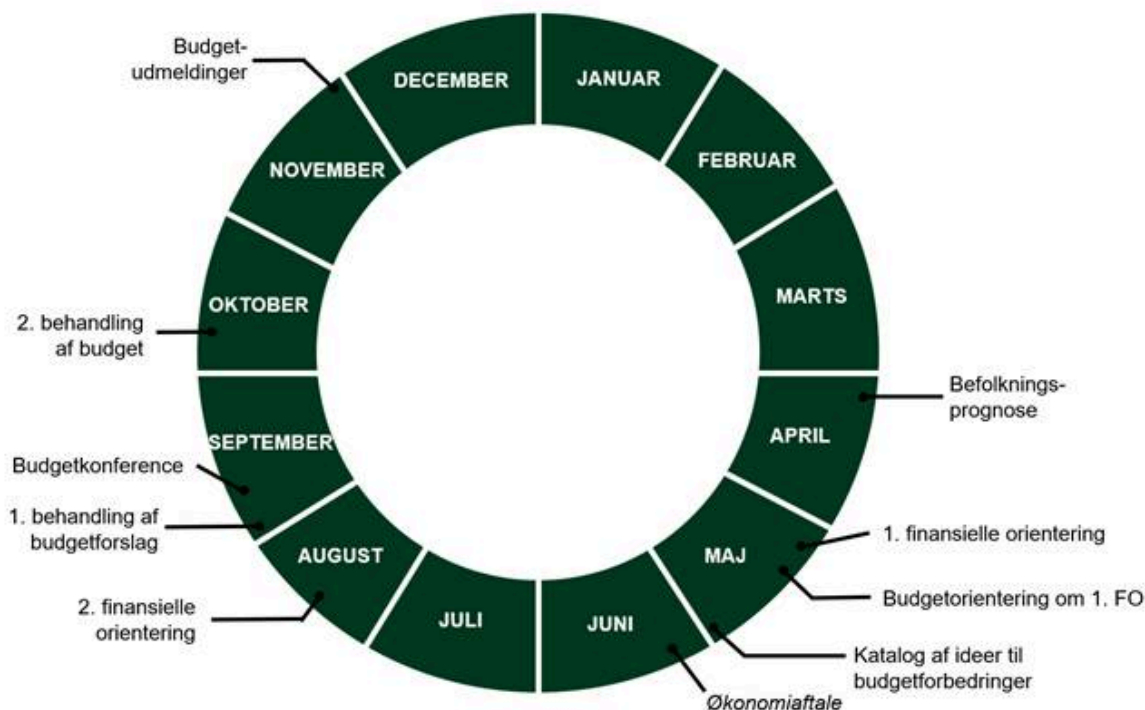 Budget-
udmeldinger
DECEMBER
JANUAR
FEBRUAR
MARTS
APRIL
MAJ
JUNI
JULI
AUGUST
SEPTEMBER
OKTOBER
NOVEMBER
Befolknings-
prognose
1. finansielle orientering
Budgetorientering om 1. FO
Katalog af ideer til
budgetforbedringer
Økonomiaftale
2. finansielle
orientering
1. behandling af
budgetforslag
Budgetkonference
2. behandling
af budget